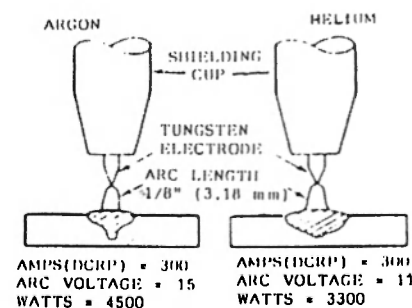 ARGON
HELIUM
SHIELDING
CUP
TUNGSTEN
ELECTRODE
ARC LENGTH
1/8" (3.18 mm)
AMPS(DCRP) = 300
ARC VOLTAGE = 15
WATTS = 4500
AMPS(DCRP) = 300
ARC VOLTAGE = 11
WATTS = 3300